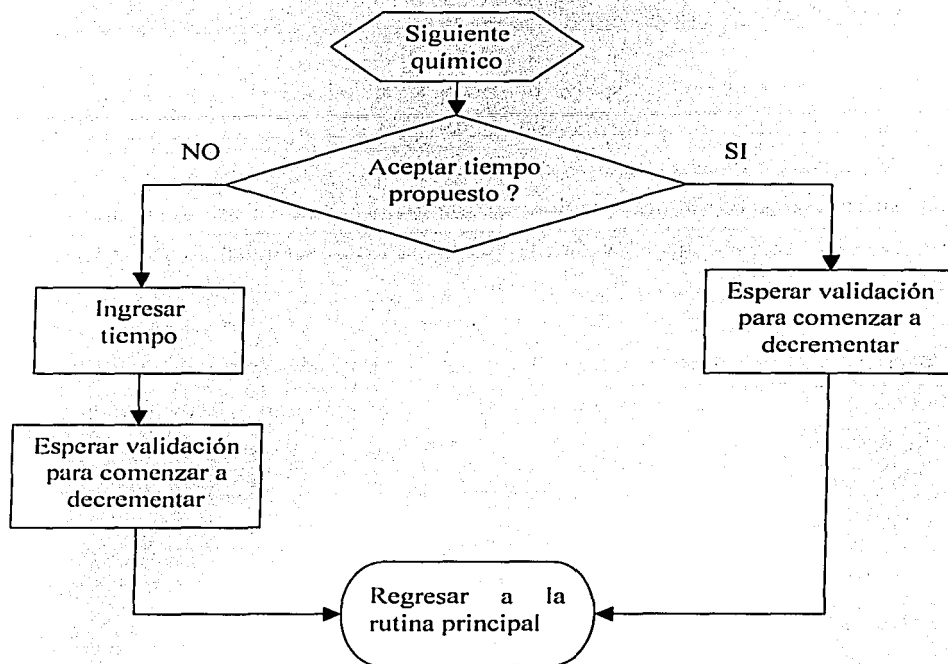 Siguiente
químico
NO
SI
Aceptar tiempo
propuesto ?
Ingresar
tiempo
Esperar validación
para comenzar a
decrementar
Esperar validación
para comenzar a
decrementar
Regresar a la
rutina principal